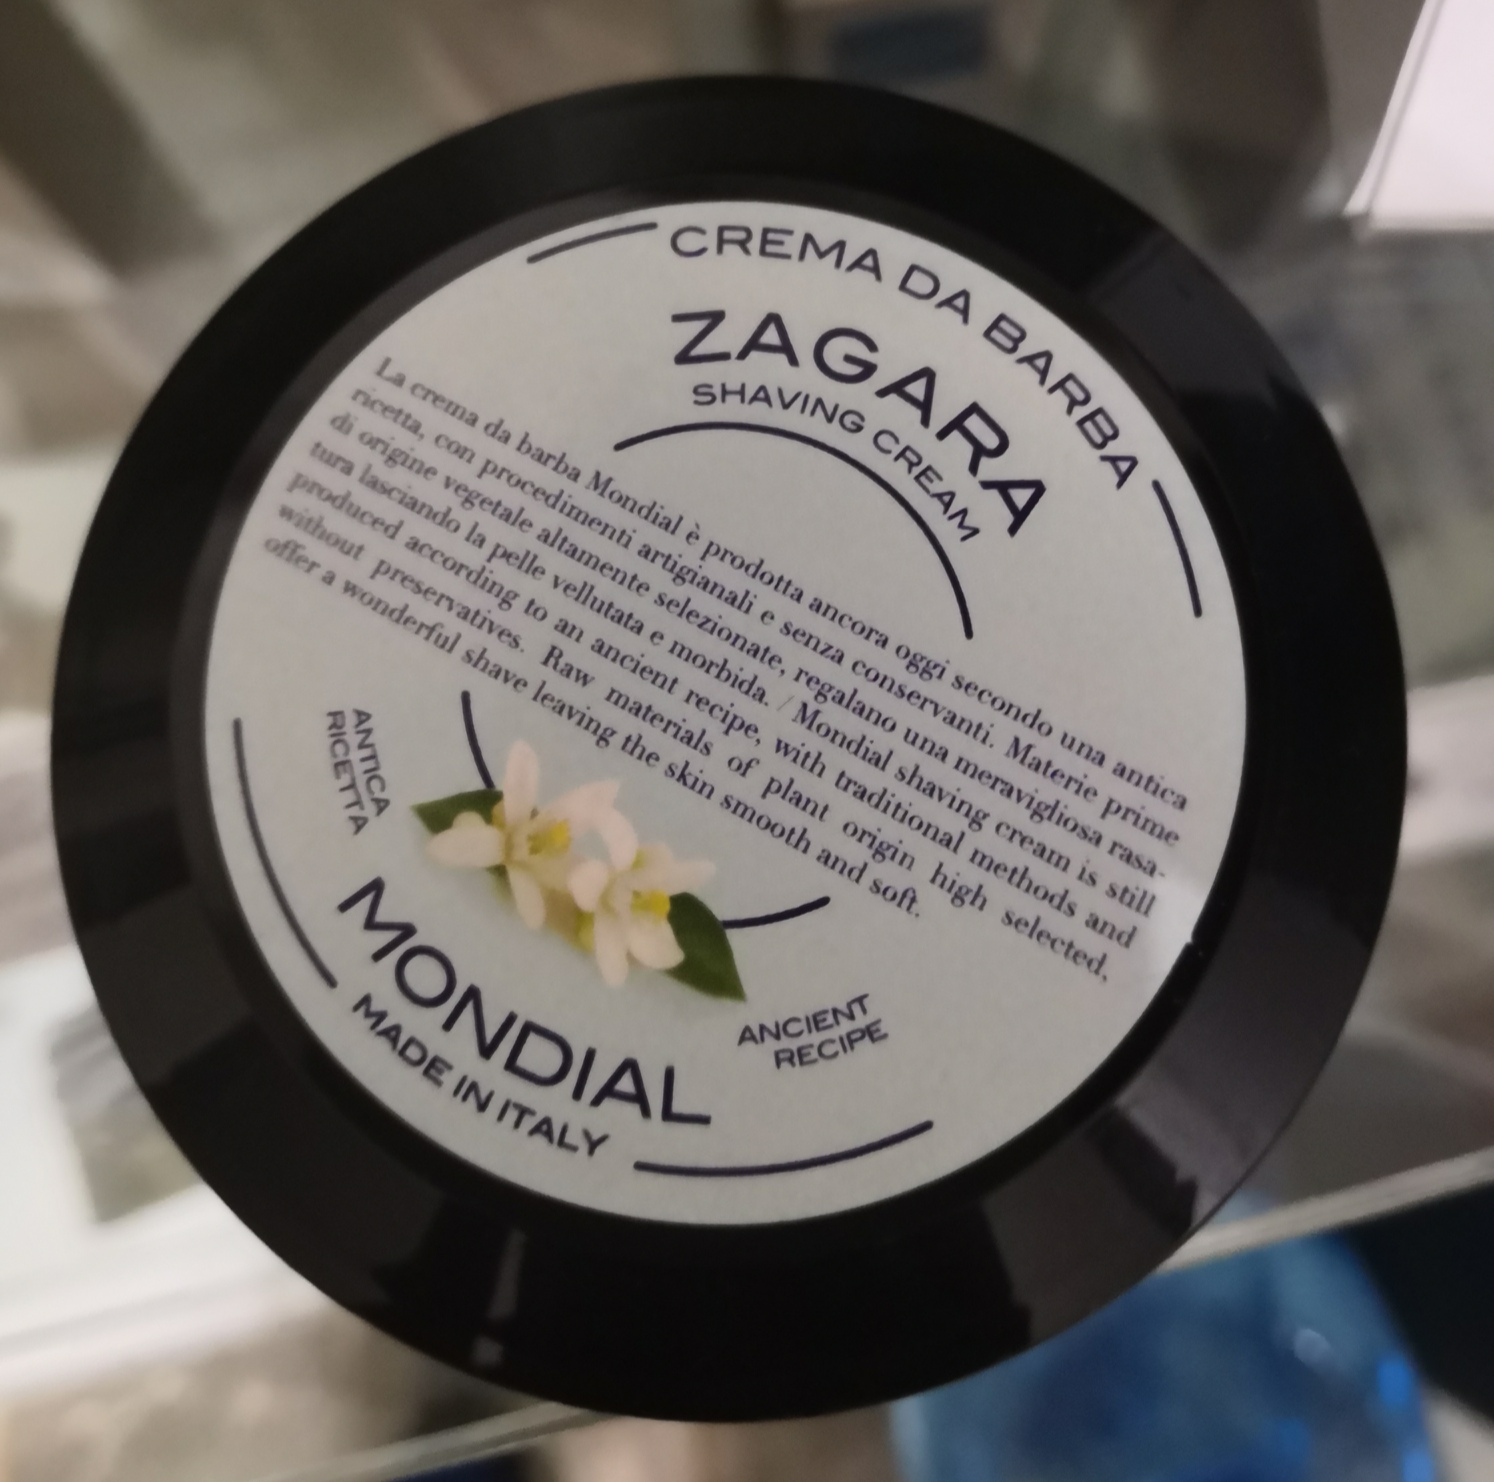 CREMA DA BARBA
ZAGARA
SHAVING CREAM
La crema da barba Mondial è prodotta ancora oggi secondo una antica
ricetta, con procedimenti artigianali e senza conservanti. Materie prime
di origine vegetale altamente selezionate, regalano una meravigliosa rasa-
tura lasciando la pelle vellutata e morbida. / Mondial shaving cream is still
produced according to an ancient recipe, with traditional methods and
without preservatives. Raw materials of plant origin high selected,
offer a wonderful shave leaving the skin smooth and soft.
ANTICA
RICETTA
ANCIENT
RECIPE
MONDIAL
MADE IN ITALY